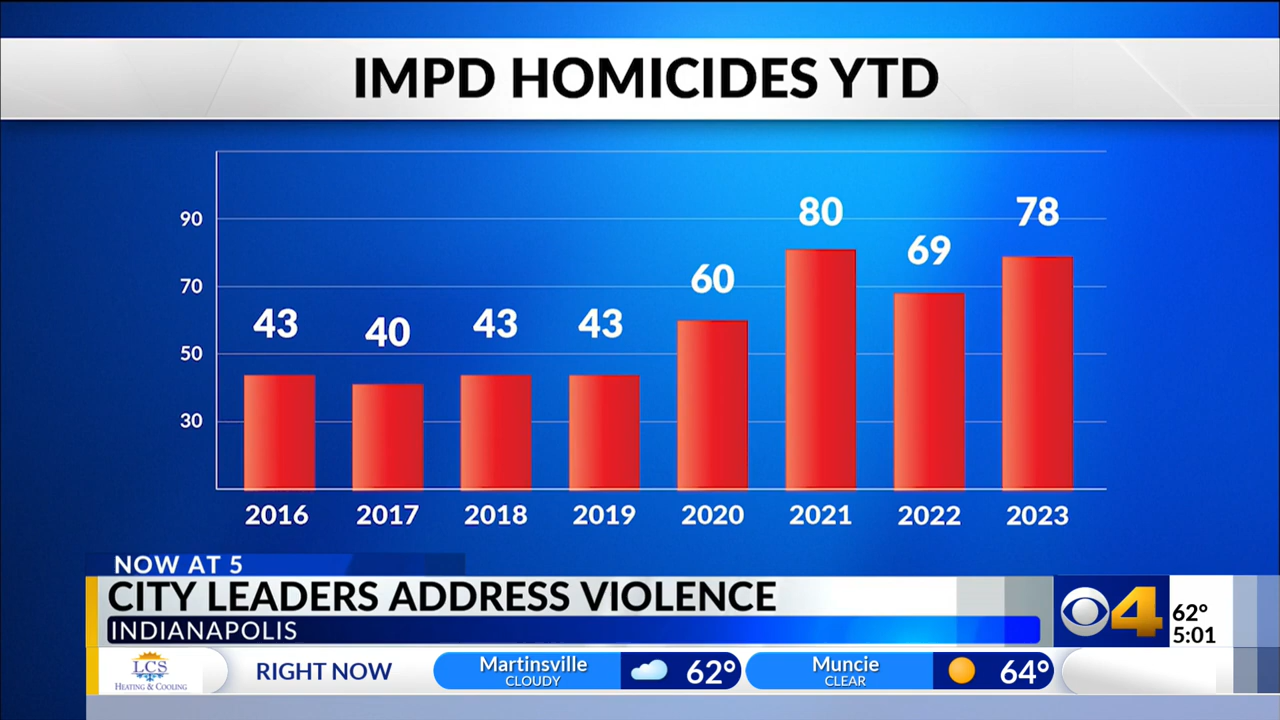 IMPD HOMICIDES YTD
90
70
50
30
43
40
43
43
60
80
69
78
2016 2017 2018 2019 2020 2021 2022 2023
NOW AT 5
CITY LEADERS ADDRESS VIOLENCE
INDIANAPOLIS
4
62°
5:01
LCS
HEATING & COOLING
RIGHT NOW
Martinsville
CLOUDY
62°
Muncie
CLEAR
64°